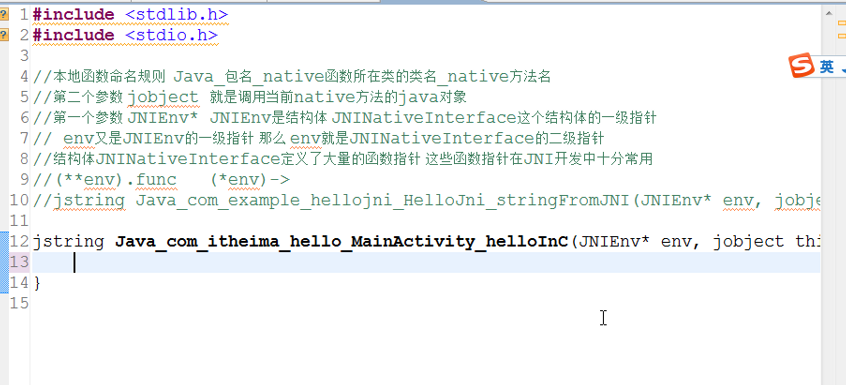 1 #include <stdlib.h>
2 #include <stdio.h>
3
4 //本地函数命名规则 Java_包名_native函数所在类的类名_native方法名
5 //第二个参数 jobject 就是调用当前native方法的java对象
6 //第一个参数 JNIEnv* JNIEnv是结构体 JNINativeInterface这个结构体的一级指针
7 // env又是JNIEnv的一级指针 那么 env就是JNINativeInterface的二级指针
8 //结构体JNINativeInterface定义了大量的函数指针 这些函数指针在JNI开发中十分常用
9 //(**env).func (*env)->
10 //jstring Java_com_example_hellojni_HelloJni_stringFromJNI(JNIEnv* env, jobje
11
12 jstring Java_com_itheima_hello_MainActivity_helloInC(JNIEnv* env, jobject thi
13
14 }
15
S 英